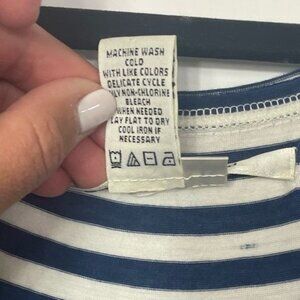 MACHINE WASH
COLD
WITH LIKE COLORS
DELICATE CYCLE
NON-CHLORINE
BLEACH
WHEN NEEDED
LAY FLAT TO DRY
COOL IRON IF
NECESSARY